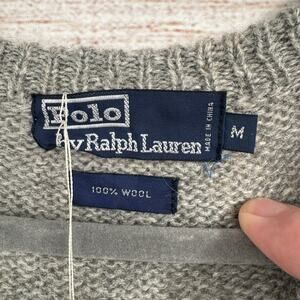 Polo
by Ralph Lauren
MADE IN CHINA
M
100% WOOL